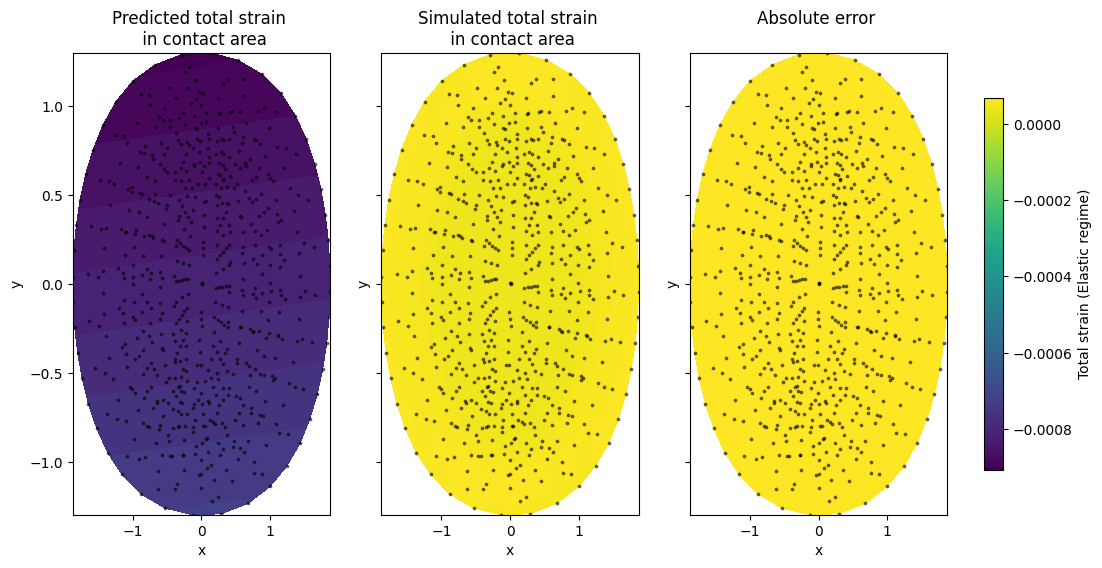 Predicted total strain
in contact area
Simulated total strain
in contact area
Absolute error
1.0
0.5
0.0
−0.5
−1.0
y
−1
0
1
x
y
−1
0
1
x
y
−1
0
1
x
0.0000
−0.0002
−0.0004
−0.0006
−0.0008
Total strain (Elastic regime)